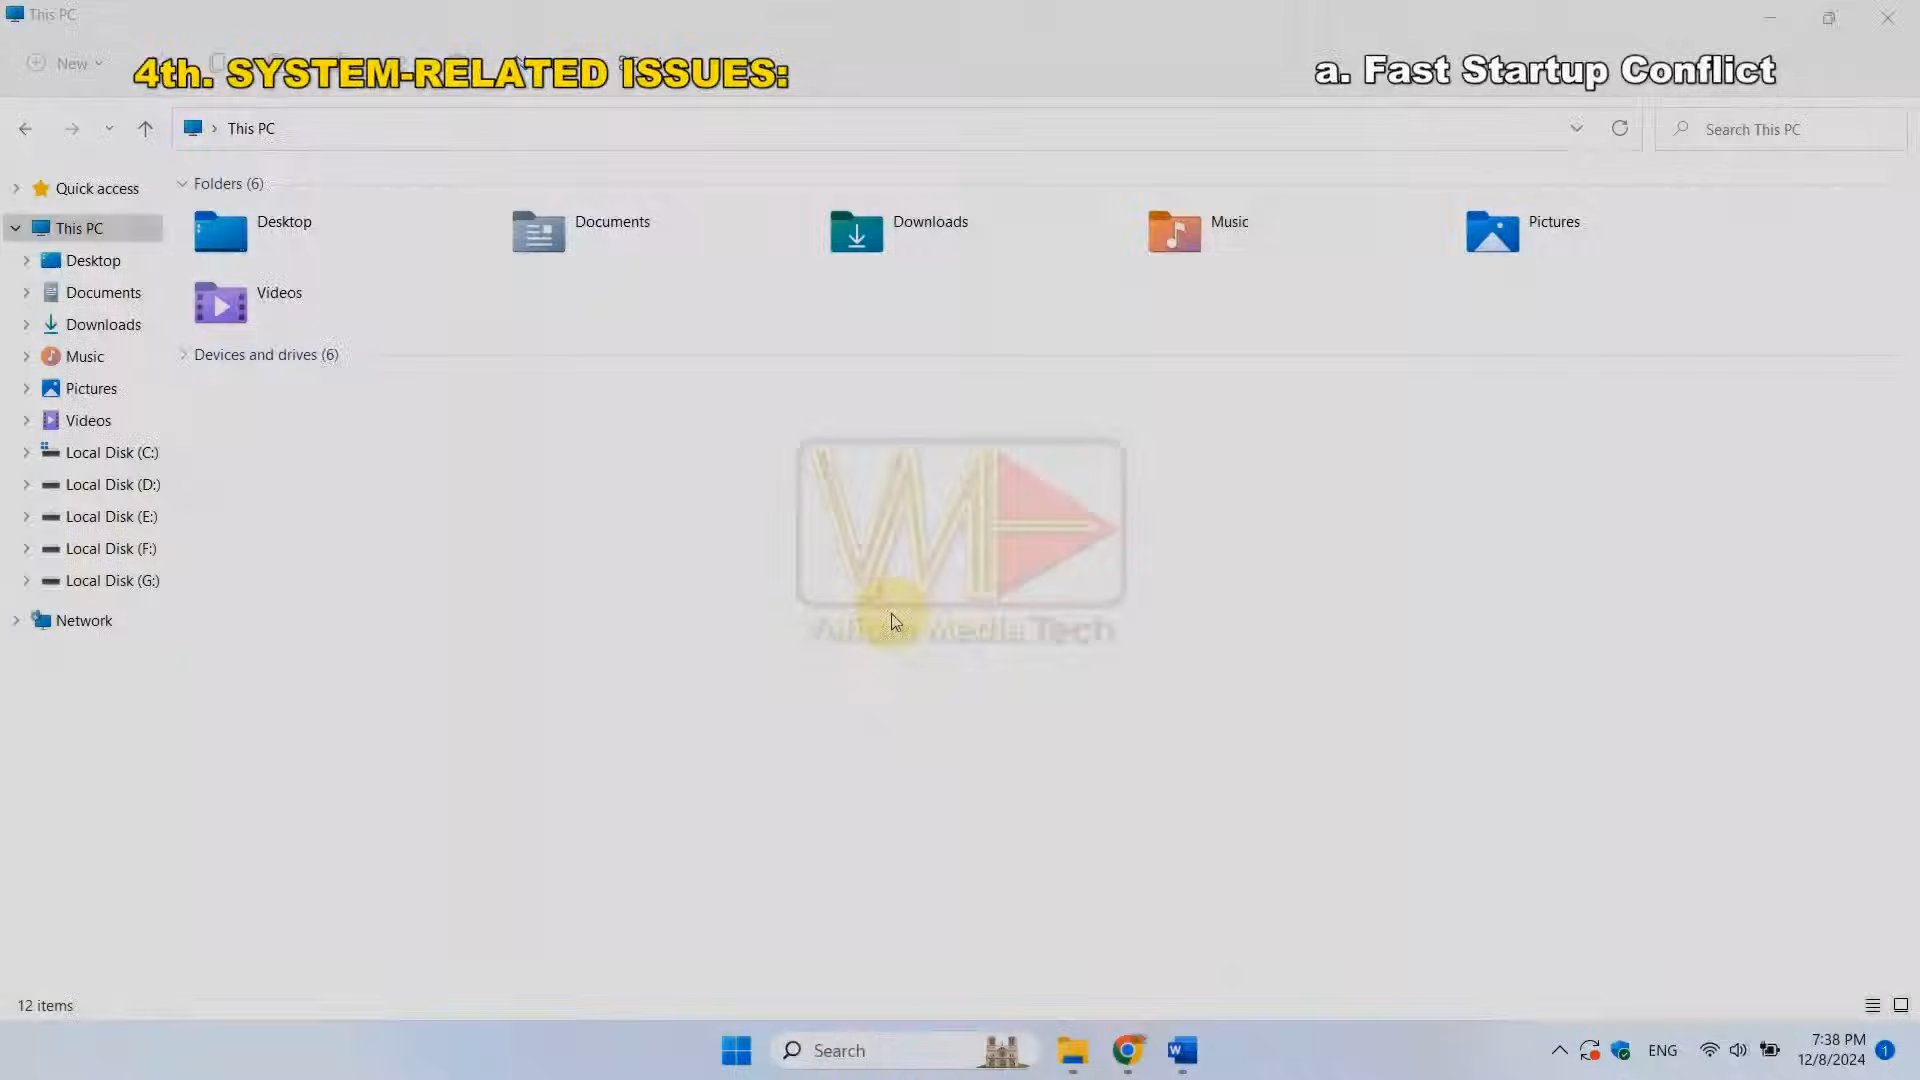 This PC
New
4th. SYSTEM-RELATED ISSUES:
a. Fast Startup Conflict
This PC
Search This PC
Quick access
This PC
Desktop
Documents
Downloads
Music
Pictures
Videos
Local Disk (C:)
Local Disk (D:)
Local Disk (E:)
Local Disk (F:)
Local Disk (G:)
Network
Folders (6)
Desktop
Documents
Downloads
Music
Pictures
Videos
Devices and drives (6)
Media Tech
12 items
Search
ENG
7:38 PM
12/8/2024
1